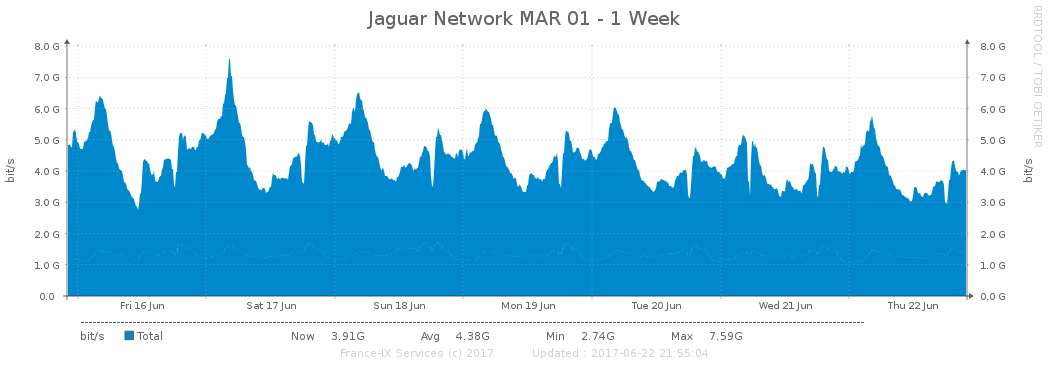 Jaguar Network MAR 01 - 1 Week
RRDTOOL / TOBI OETIKER
8.0 G 8.0 G
7.0 G 7.0 G
6.0 G 6.0 G
5.0 G 5.0 G
4.0 G 4.0 G
3.0 G 3.0 G
2.0 G 2.0 G
1.0 G 1.0 G
0.0 0.0 G
bit/s bit/s
Fri 16 Jun Sat 17 Jun Sun 18 Jun Mon 19 Jun Tue 20 Jun Wed 21 Jun Thu 22 Jun
bit/s Total Now 3.91G Avg 4.38G Min 2.74G Max 7.59G
France-IX Services (c) 2017 Updated : 2017-06-22 21:55:04